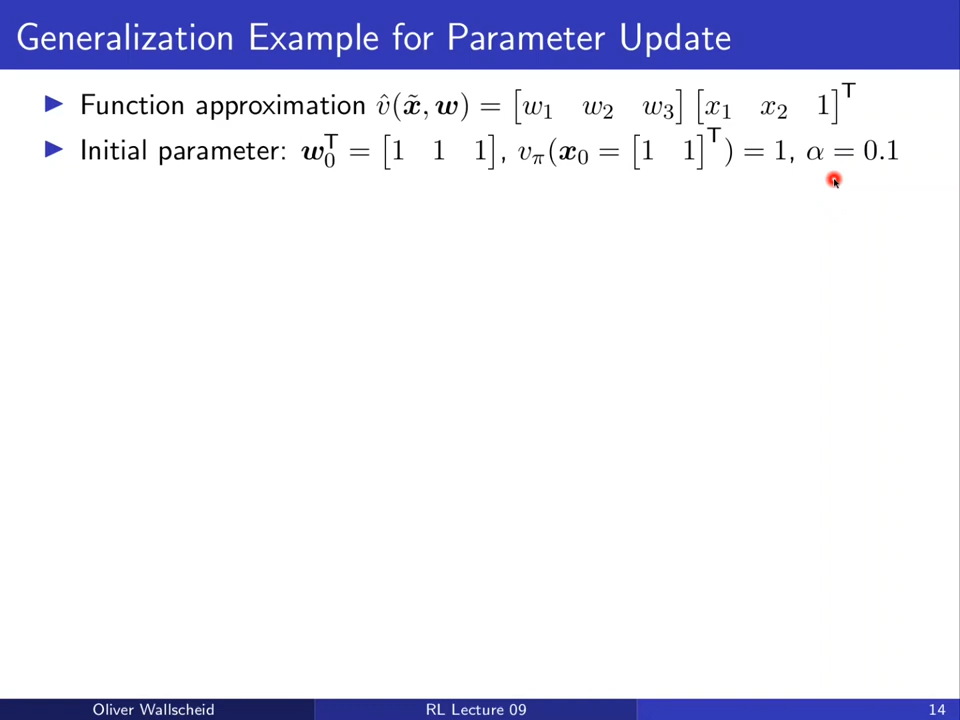 Generalization Example for Parameter Update
▶ Function approximation v̂(x̃, w) = [w₁ w₂ w₃] [x₁ x₂ 1]ᵀ
▶ Initial parameter: w₀ᵀ = [1 1 1], vπ(x₀ = [1 1]ᵀ) = 1, α = 0.1
Oliver Wallscheid RL Lecture 09 14